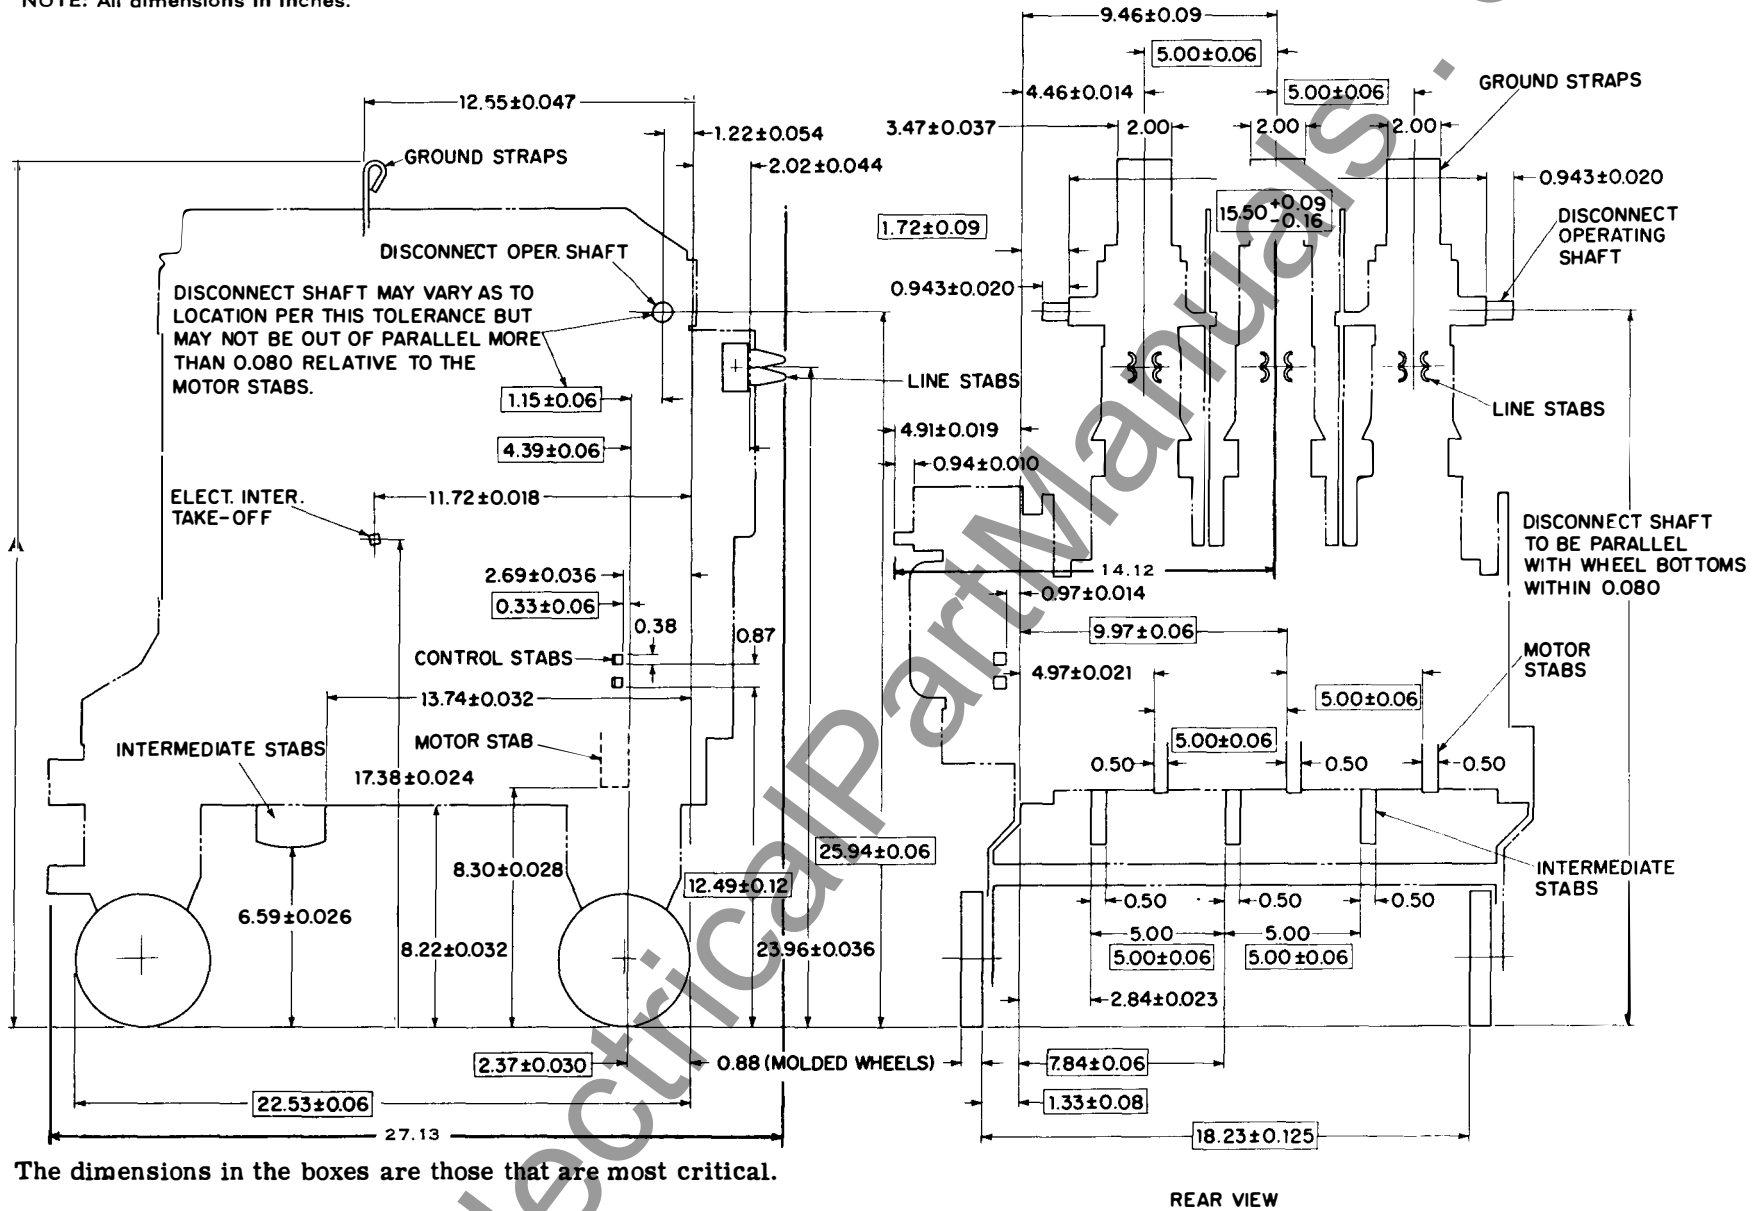 NOTE: All dimensions in inches.
9.46±0.09
5.00±0.06
12.55±0.047
4.46±0.014
5.00±0.06
GROUND STRAPS
1.22±0.054
3.47±0.037
2.00
2.00
2.00
GROUND STRAPS
2.02±0.044
0.943±0.020
15.50 +0.09
-0.16
1.72±0.09
DISCONNECT
OPERATING
SHAFT
DISCONNECT OPER. SHAFT
0.943±0.020
DISCONNECT SHAFT MAY VARY AS TO
LOCATION PER THIS TOLERANCE BUT
MAY NOT BE OUT OF PARALLEL MORE
THAN 0.080 RELATIVE TO THE
MOTOR STABS.
LINE STABS
LINE STABS
1.15±0.06
4.91±0.019
4.39±0.06
0.94±0.010
ELECT. INTER.
TAKE-OFF
11.72±0.018
A
DISCONNECT SHAFT
TO BE PARALLEL
WITH WHEEL BOTTOMS
WITHIN 0.080
2.69±0.036
14.12
0.97±0.014
0.33±0.06
0.38
0.87
9.97±0.06
CONTROL STABS
MOTOR
STABS
4.97±0.021
13.74±0.032
5.00±0.06
INTERMEDIATE STABS
MOTOR STAB
5.00±0.06
17.38±0.024
0.50
0.50
0.50
25.94±0.06
8.30±0.028
12.49±0.12
INTERMEDIATE
STABS
6.59±0.026
0.50
0.50
0.50
8.22±0.032
23.96±0.036
5.00
5.00
5.00±0.06
5.00±0.06
2.84±0.023
2.37±0.030
0.88 (MOLDED WHEELS)
7.84±0.06
22.53±0.06
1.33±0.08
27.13
18.23±0.125
The dimensions in the boxes are those that are most critical.
REAR VIEW
ectricalPartManuals .